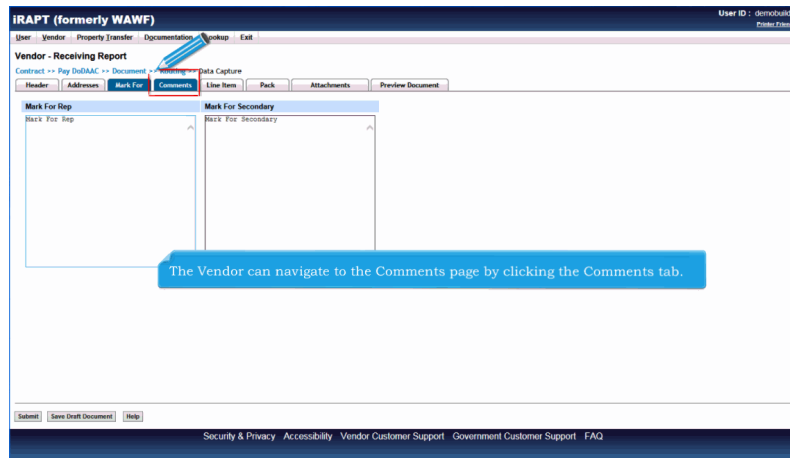 iRAPT (formerly WAWF)
User ID : demobuild
Printer Frien
User Vendor Property Transfer Documentation Lookup Exit
Vendor - Receiving Report
Contract >> Pay DoDAAC >> Document >> Routing >> Data Capture
Header Addresses Mark For Comments Line Item Pack Attachments Preview Document
Mark For Rep Mark For Secondary
Mark For Rep Mark For Secondary
The Vendor can navigate to the Comments page by clicking the Comments tab.
Submit Save Draft Document Help
Security & Privacy Accessibility Vendor Customer Support Government Customer Support FAQ